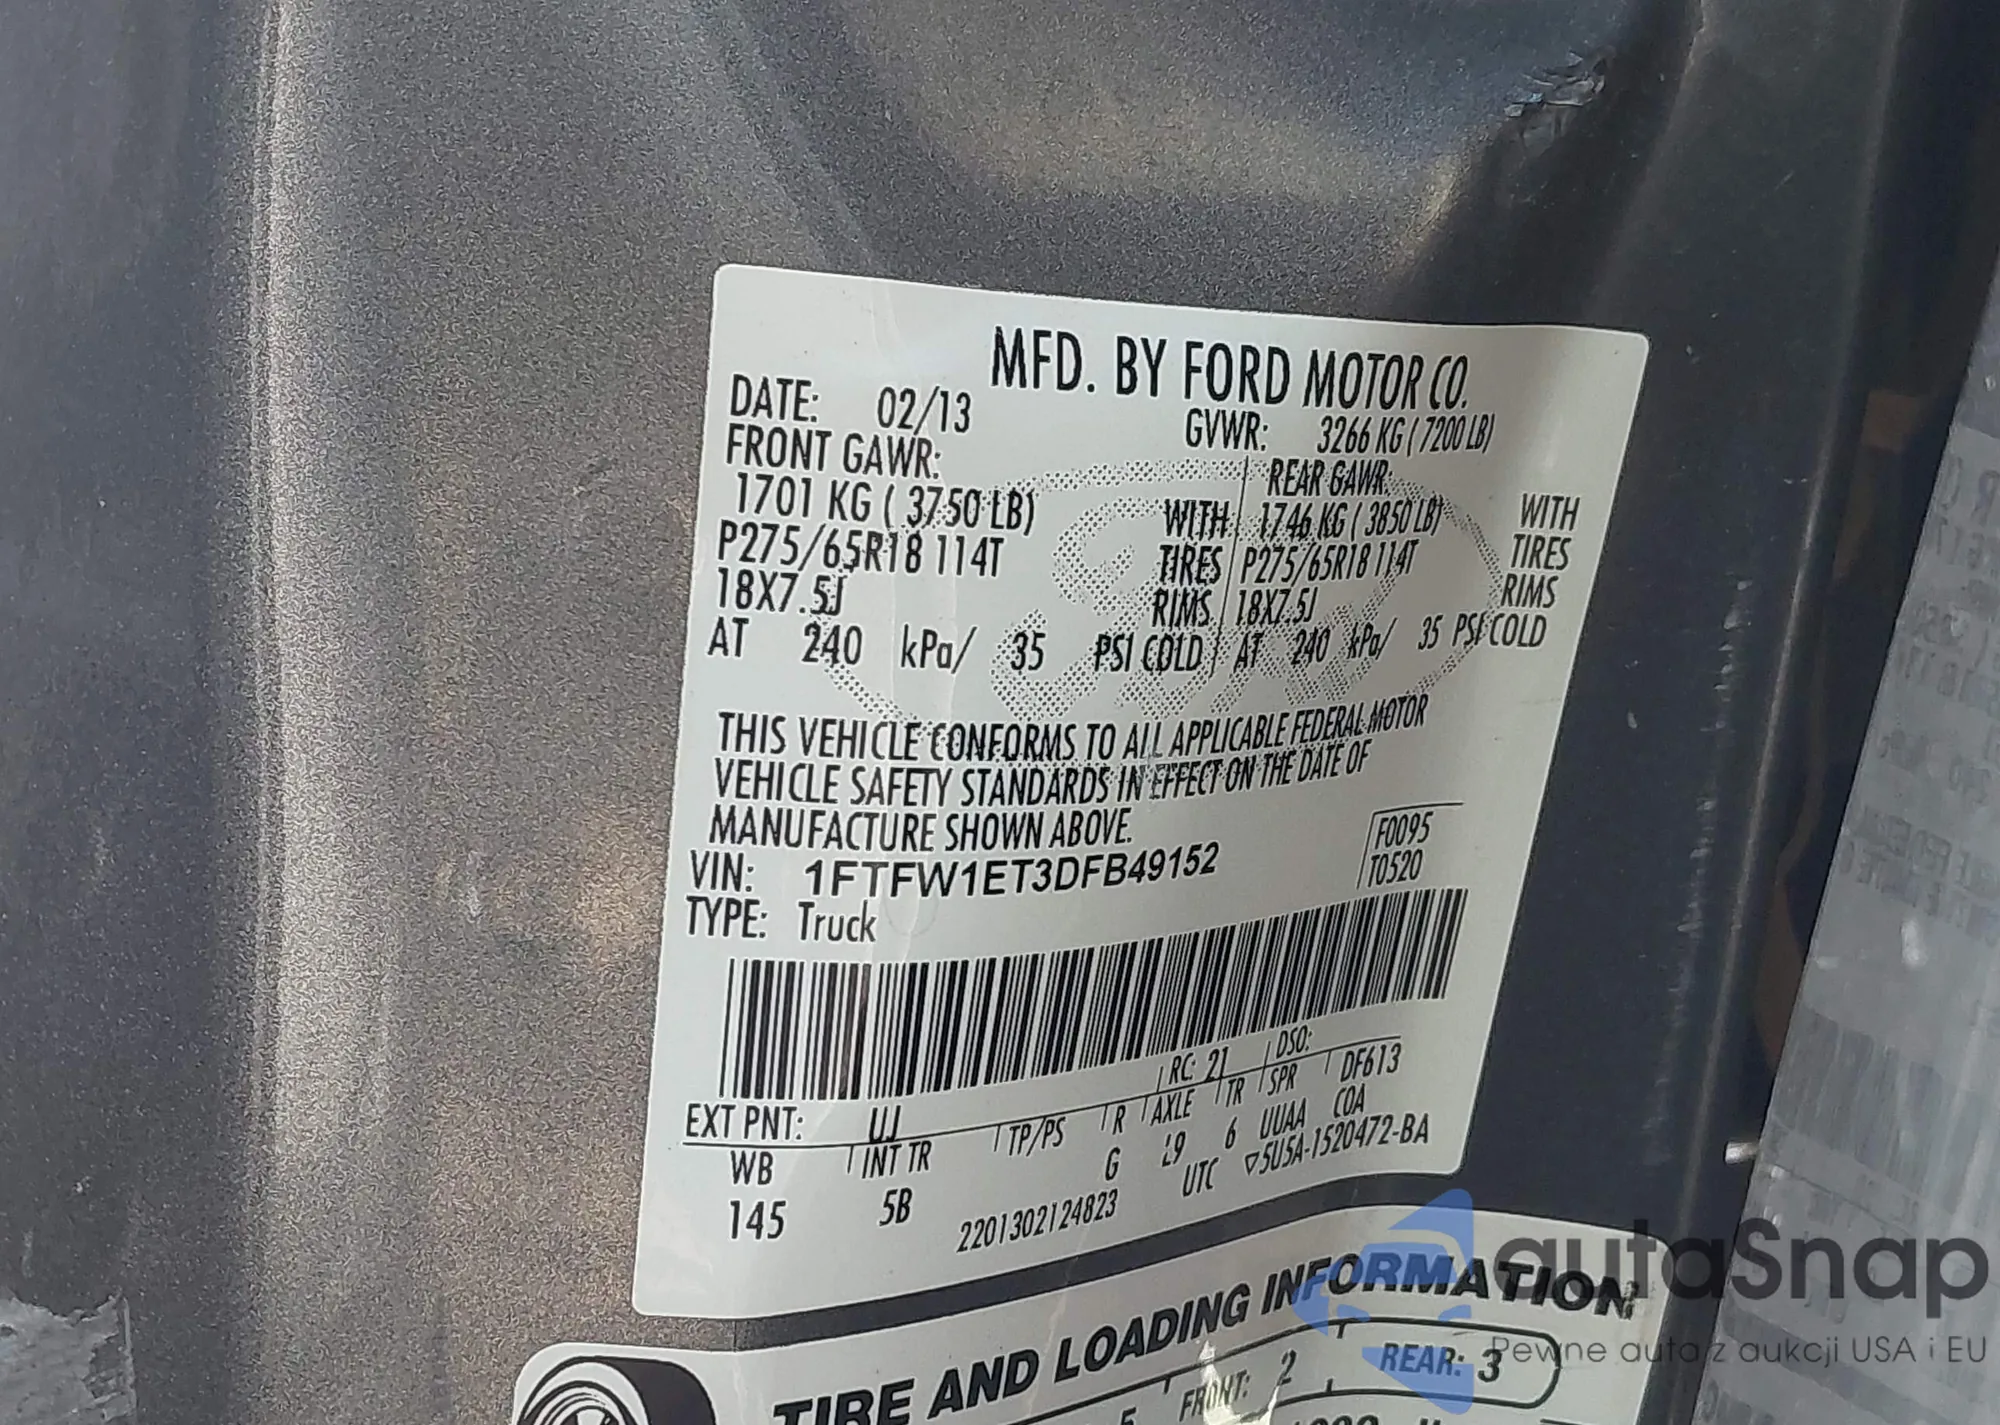 MFD. BY FORD MOTOR CO.
DATE: 02/13 GVWR: 3266 KG ( 7200 LB)
FRONT GAWR: REAR GAWR:
1701 KG ( 3750 LB) WITH 1746 KG ( 3850 LB) WITH
P275/65R18 114T TIRES P275/65R18 114T TIRES
18X7.5J RIMS 18X7.5J RIMS
AT 240 kPa/ 35 PSI COLD AT 240 kPa/ 35 PSI COLD
THIS VEHICLE CONFORMS TO ALL APPLICABLE FEDERAL MOTOR
VEHICLE SAFETY STANDARDS IN EFFECT ON THE DATE OF
MANUFACTURE SHOWN ABOVE.
F0095
VIN: 1FTFW1ET3DFB49152 T0520
TYPE: Truck
EXT PNT: UJ RC: 21 DSO:
WB INT TR TP/PS R AXLE TR SPR DF613
145 5B G 19 6 UUAA COA
2201302124823 UTC ▽5U5A-1520472-BA
TIRE AND LOADING INFORMATION
5 FRONT: 2 REAR: 3
autaSnap
Pewne auta z aukcji USA i EU